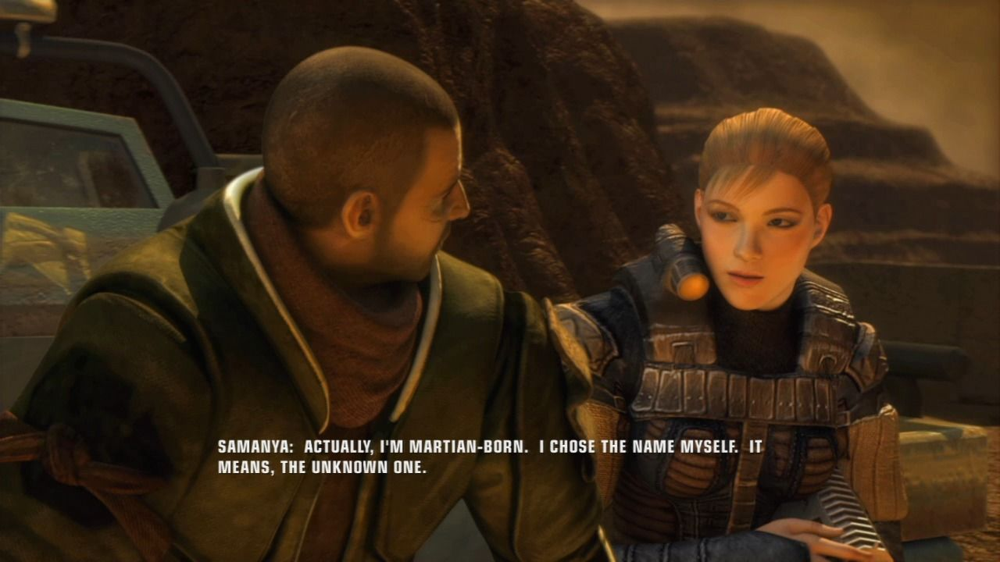 SAMANYA:  ACTUALLY, I'M MARTIAN-BORN.  I CHOSE THE NAME MYSELF.  IT
MEANS, THE UNKNOWN ONE.